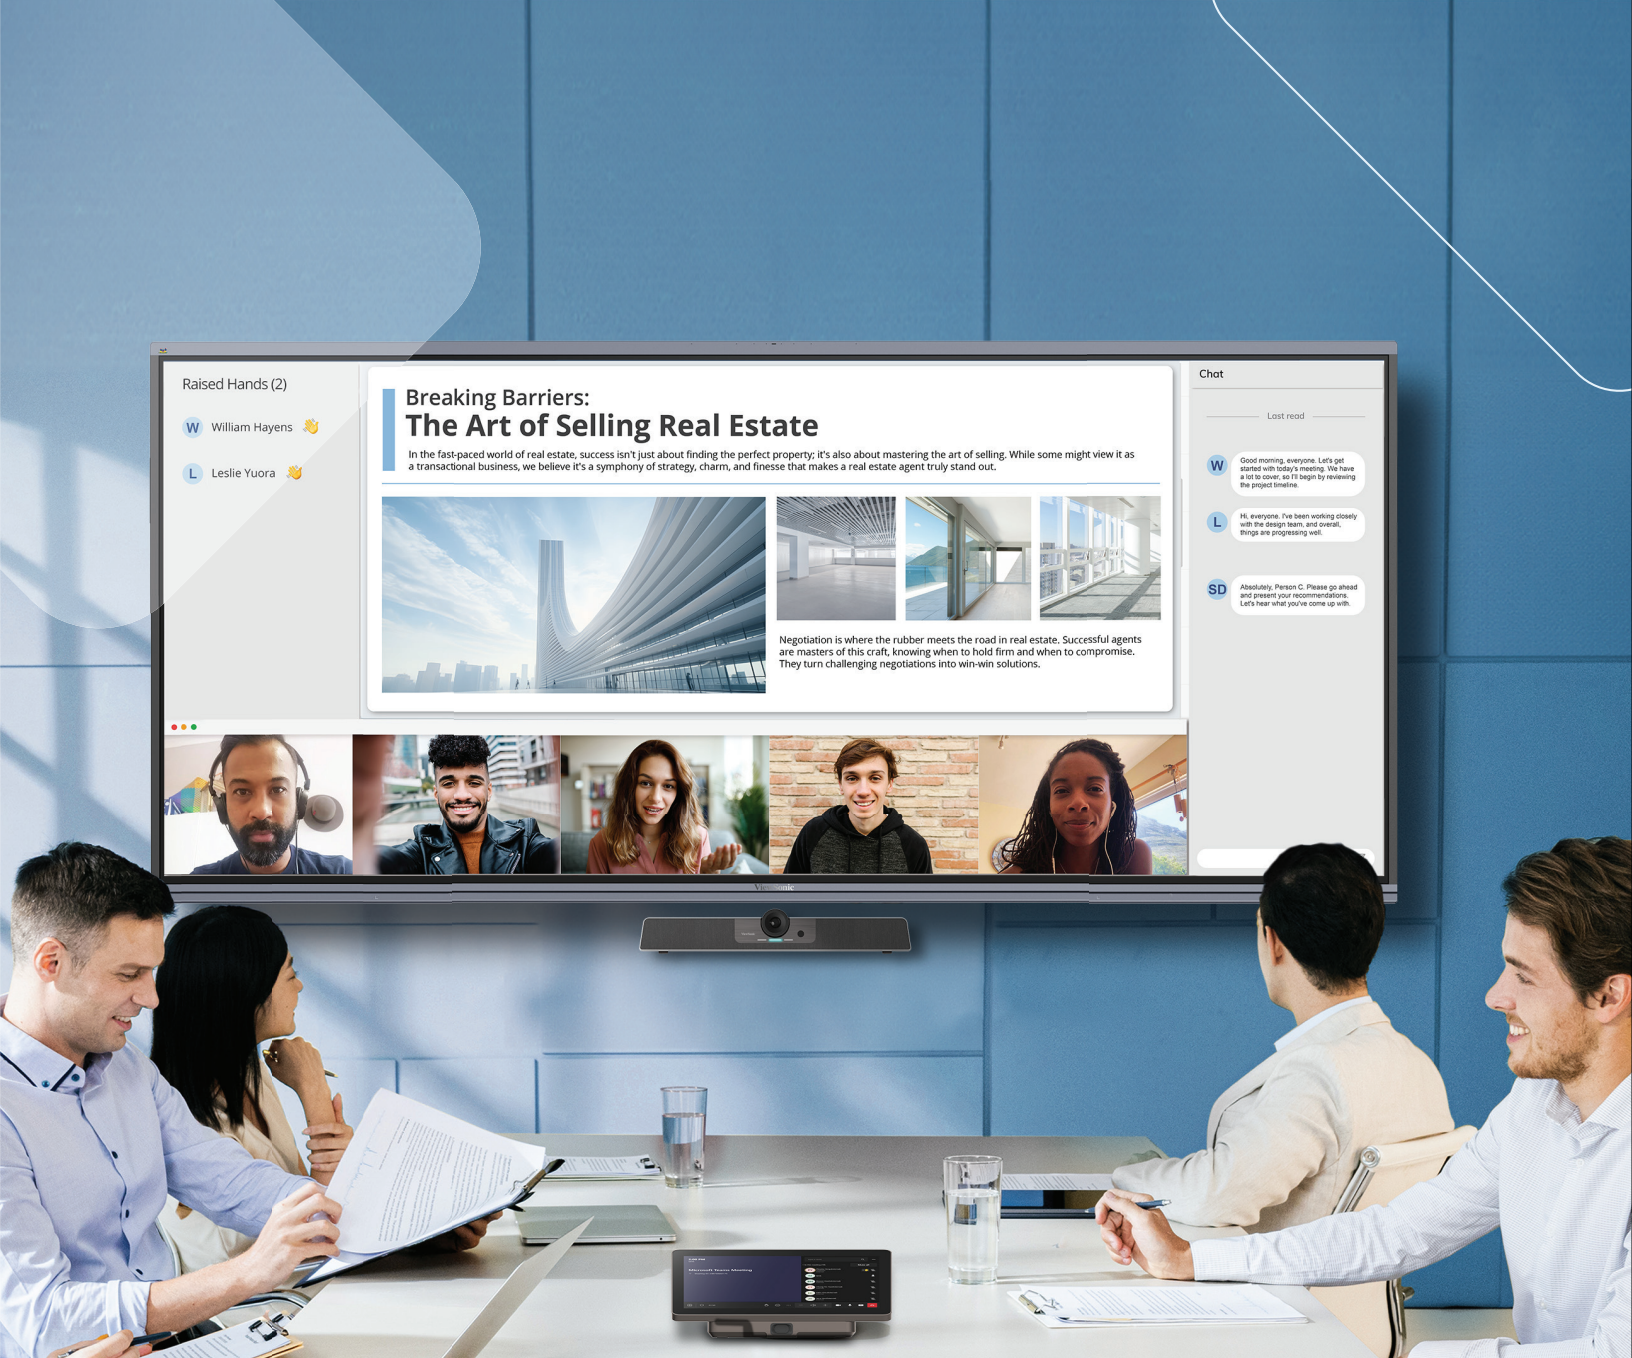 Raised Hands (2)
W William Hayens
L Leslie Yuora
Breaking Barriers:
The Art of Selling Real Estate
In the fast-paced world of real estate, success isn't just about finding the perfect property; it's also about mastering the art of selling. While some might view it as
a transactional business, we believe it's a symphony of strategy, charm, and finesse that makes a real estate agent truly stand out.
Negotiation is where the rubber meets the road in real estate. Successful agents
are masters of this craft, knowing when to hold firm and when to compromise.
They turn challenging negotiations into win-win solutions.
Chat
Last read
W
Good morning, everyone. Let's get
started with today's meeting. We have
a lot to cover, so I'll begin by reviewing
the project timeline.
L
Hi, everyone. I've been working closely
with the design team, and overall,
things are progressing well.
SD
Absolutely, Person C. Please go ahead
and present your recommendations.
Let's hear what you've come up with.
ViewSonic
Microsoft Teams Meeting